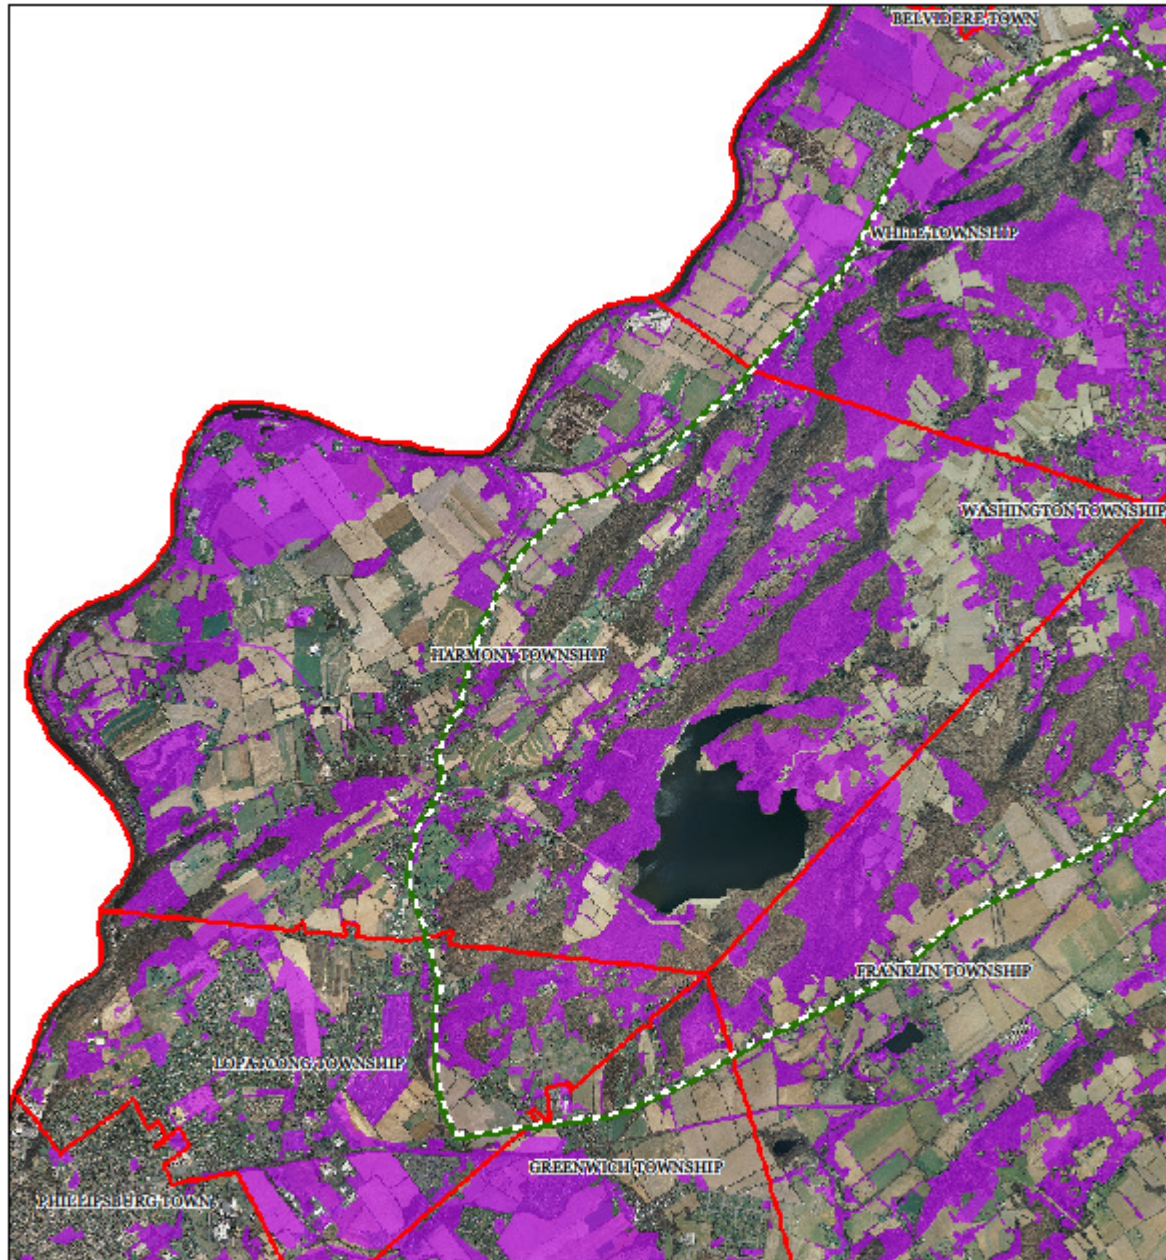 BELVIDERE TOWN
WHITE TOWNSHIP
WASHINGTON TOWNSHIP
HARMONY TOWNSHIP
FRANKLIN TOWNSHIP
LOPATCONG TOWNSHIP
GREENWICH TOWNSHIP
PHILLIPSBURG TOWN